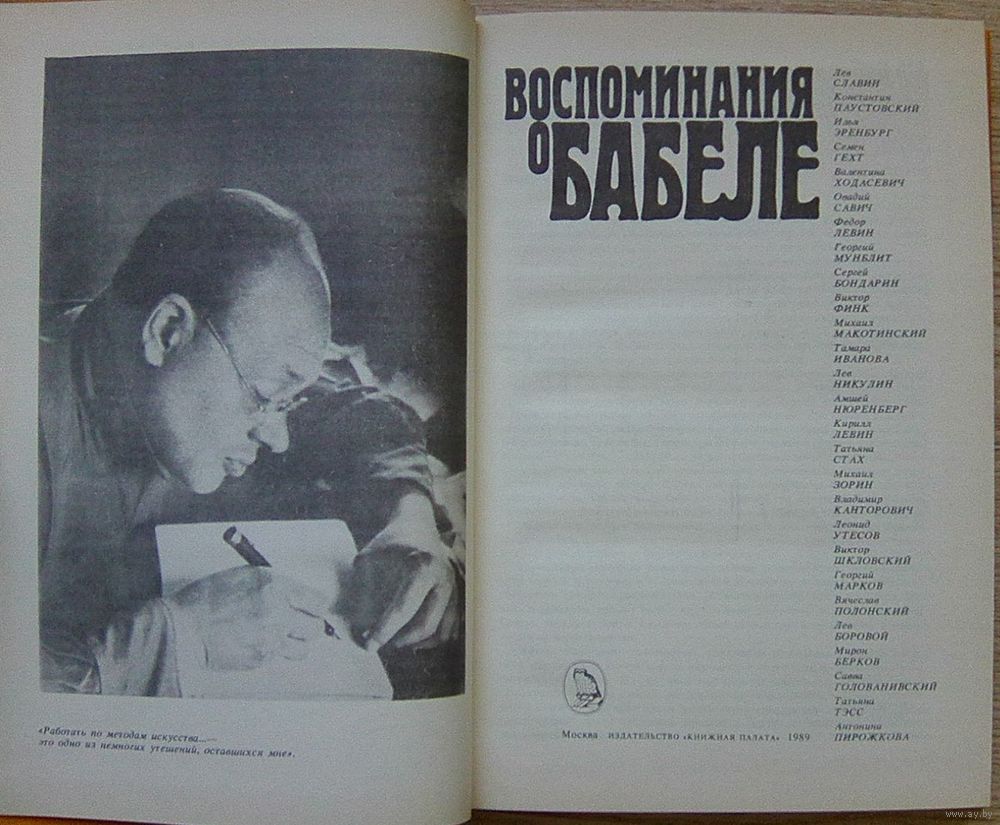 «Работать по методам искусства...—
это одно из немногих утешений, оставшихся мне».
ВОСПОМИНАНИЯ
О БАБЕЛЕ
Лев
СЛАВИН
Константин
ПАУСТОВСКИЙ
Илья
ЭРЕНБУРГ
Семен
ГЕХТ
Валентина
ХОДАСЕВИЧ
Овадий
САВИЧ
Федор
ЛЕВИН
Георгий
МУНБЛИТ
Сергей
БОНДАРИН
Виктор
ФИНК
Михаил
МАКОТИНСКИЙ
Тамара
ИВАНОВА
Лев
НИКУЛИН
Амшей
НЮРЕНБЕРГ
Кирилл
ЛЕВИН
Татьяна
СТАХ
Михаил
ЗОРИН
Владимир
КАНТОРОВИЧ
Леонид
УТЕСОВ
Виктор
ШКЛОВСКИЙ
Георгий
МАРКОВ
Вячеслав
ПОЛОНСКИЙ
Лев
БОРОВОЙ
Мирон
БЕРКОВ
Савва
ГОЛОВАНИВСКИЙ
Татьяна
ТЭСС
Антонина
ПИРОЖКОВА
Москва ИЗДАТЕЛЬСТВО «КНИЖНАЯ ПАЛАТА» 1989
www.ay.by